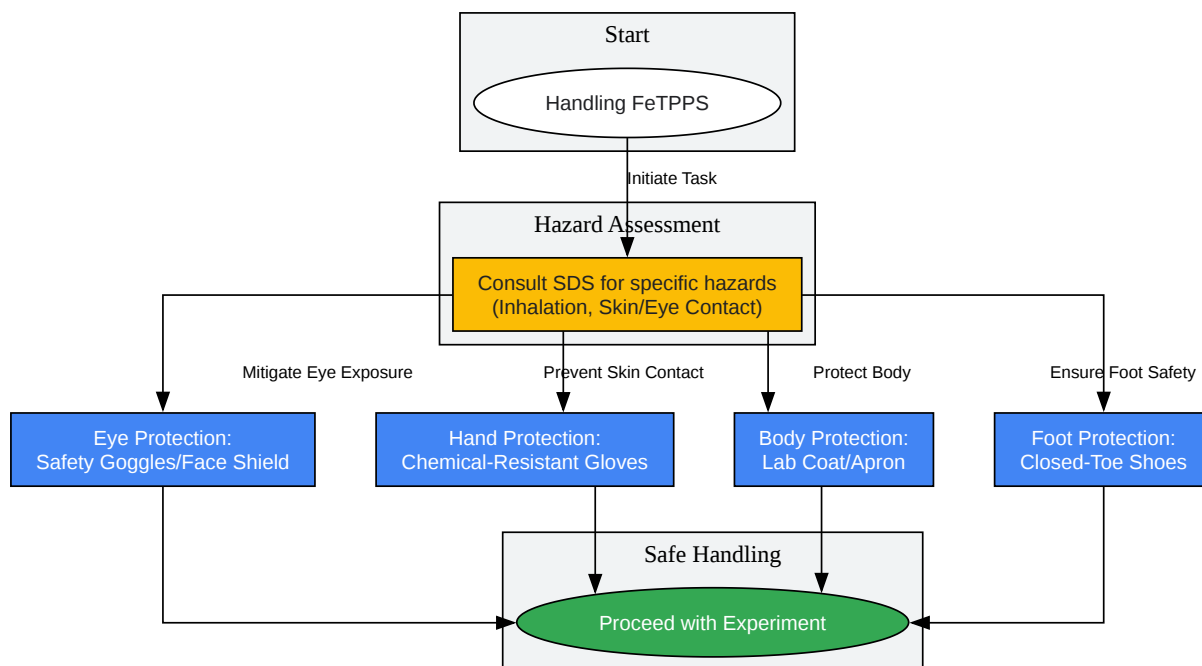 Start
Handling FeTPPS
Initiate Task
Hazard Assessment
Consult SDS for specific hazards
(Inhalation, Skin/Eye Contact)
Mitigate Eye Exposure
Prevent Skin Contact
Protect Body
Ensure Foot Safety
Eye Protection:
Safety Goggles/Face Shield
Hand Protection:
Chemical-Resistant Gloves
Body Protection:
Lab Coat/Apron
Foot Protection:
Closed-Toe Shoes
Safe Handling
Proceed with Experiment